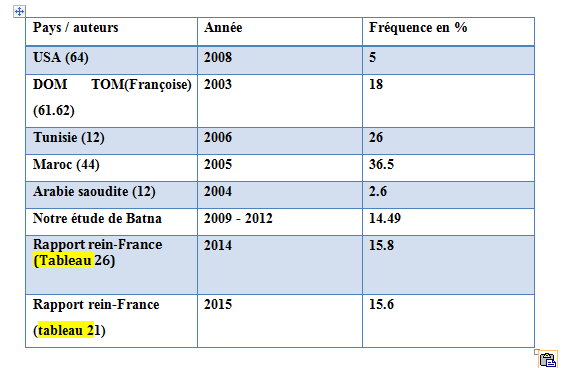 Pays / auteurs Année Fréquence en %
USA (64) 2008 5
DOM TOM(Françoise) 2003 18
(61.62)
Tunisie (12) 2006 26
Maroc (44) 2005 36.5
Arabie saoudite (12) 2004 2.6
Notre étude de Batna 2009 - 2012 14.49
Rapport rein-France 2014 15.8
(Tableau 26)
Rapport rein-France 2015 15.6
(tableau 21)